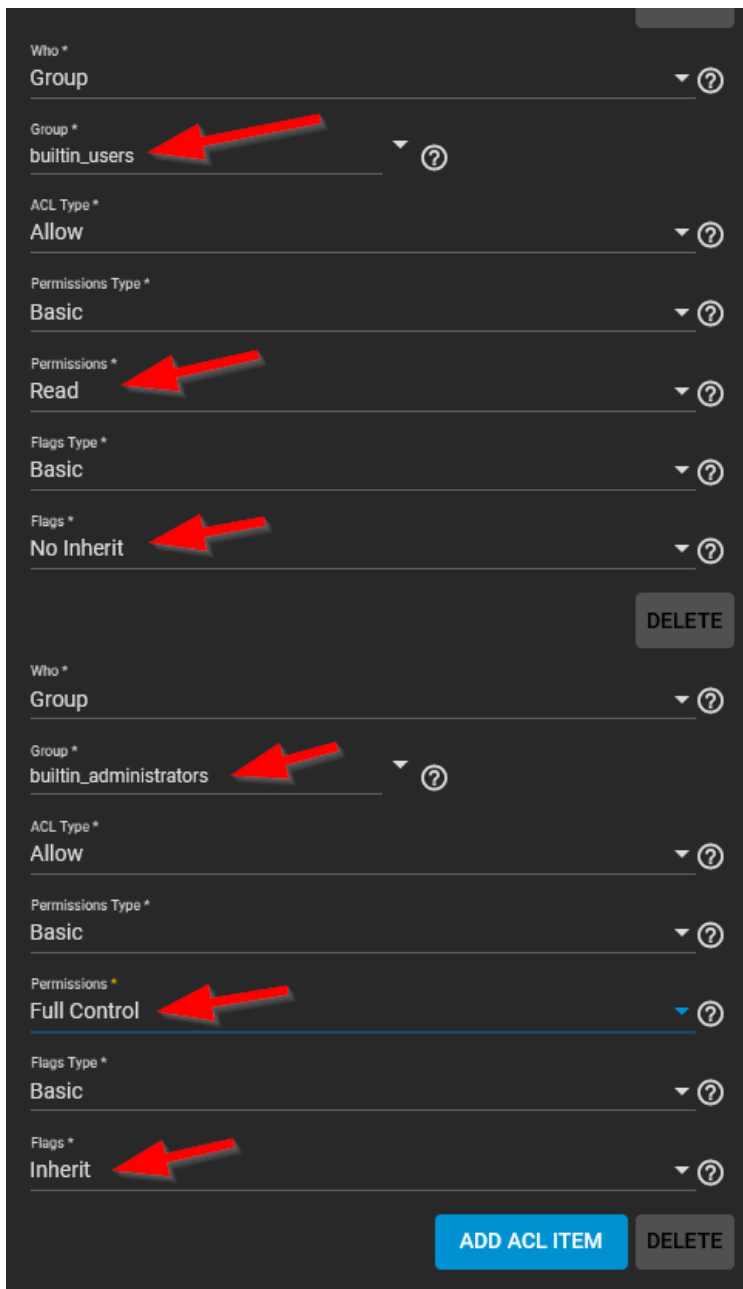 Who *
Group
Group *
builtin_users
ACL Type *
Allow
Permissions Type *
Basic
Permissions *
Read
Flags Type *
Basic
Flags *
No Inherit
DELETE
Who *
Group
Group *
builtin_administrators
ACL Type *
Allow
Permissions Type *
Basic
Permissions *
Full Control
Flags Type *
Basic
Flags *
Inherit
ADD ACL ITEM DELETE